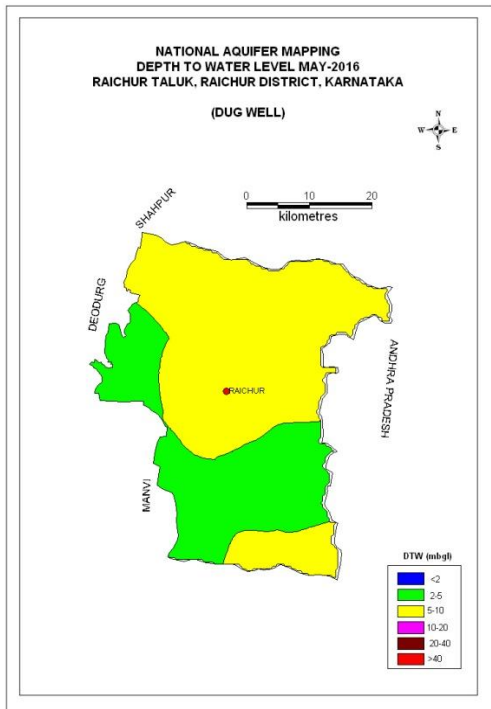 NATIONAL AQUIFER MAPPING
DEPTH TO WATER LEVEL MAY-2016
RAICHUR TALUK, RAICHUR DISTRICT, KARNATAKA
(DUG WELL)
N
W E
S
0 10 20
kilometres
SHAHPUR
DEODURG
ANDHRA PRADESH
RAICHUR
MANVI
DTW (mbgl)
<2
2-5
5-10
10-20
20-40
>40